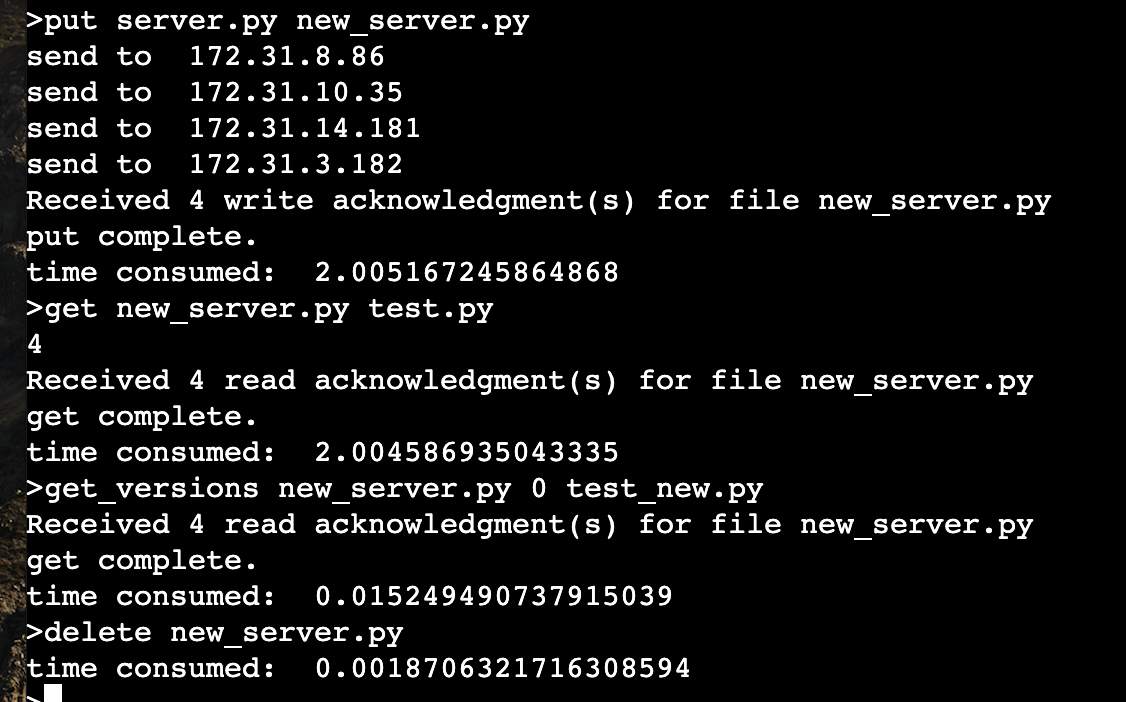 >put server.py new_server.py
send to  172.31.8.86
send to  172.31.10.35
send to  172.31.14.181
send to  172.31.3.182
Received 4 write acknowledgment(s) for file new_server.py
put complete.
time consumed:  2.005167245864868
>get new_server.py test.py
4
Received 4 read acknowledgment(s) for file new_server.py
get complete.
time consumed:  2.004586935043335
>get_versions new_server.py 0 test_new.py
Received 4 read acknowledgment(s) for file new_server.py
get complete.
time consumed:  0.015249490737915039
>delete new_server.py
time consumed:  0.0018706321716308594
>